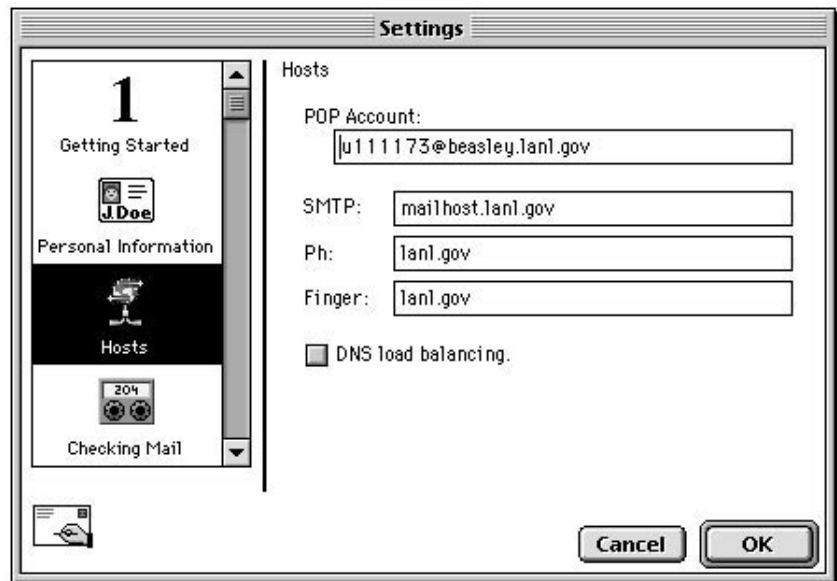 Settings
1
Getting Started
J.Doe
Personal Information
Hosts
204
Checking Mail
Hosts
POP Account:
u111173@beasley.lanl.gov
SMTP:
mailhost.lanl.gov
Ph:
lanl.gov
Finger:
lanl.gov
DNS load balancing.
Cancel
OK